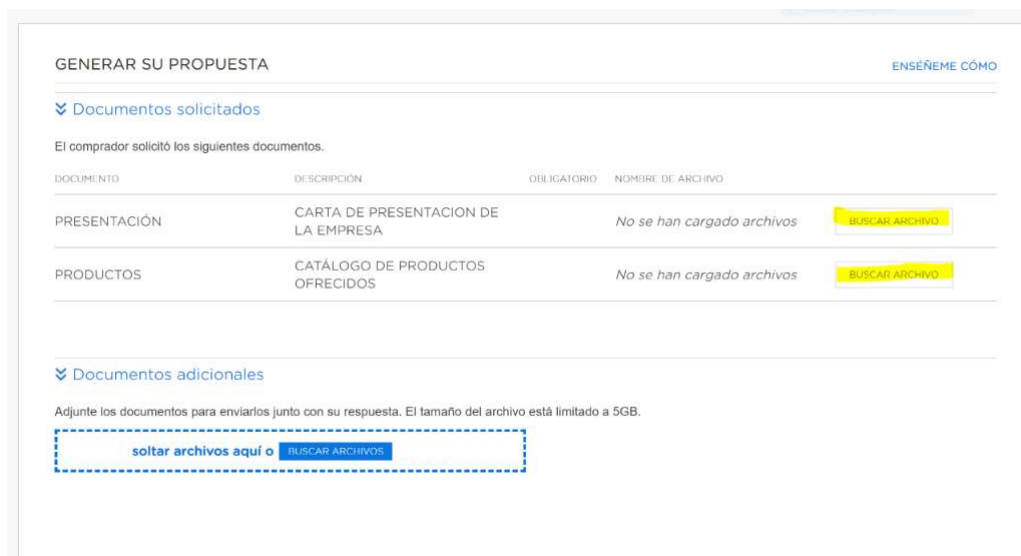 GENERAR SU PROPUESTA
ENSÉÑEME CÓMO
Documentos solicitados
El comprador solicitó los siguientes documentos.
DOCUMENTO DESCRIPCIÓN OBLIGATORIO NOMBRE DE ARCHIVO
PRESENTACIÓN
CARTA DE PRESENTACION DE
LA EMPRESA
No se han cargado archivos
BUSCAR ARCHIVO
PRODUCTOS
CATÁLOGO DE PRODUCTOS
OFRECIDOS
No se han cargado archivos
BUSCAR ARCHIVO
Documentos adicionales
Adjunte los documentos para enviarlos junto con su respuesta. El tamaño del archivo está limitado a 5GB.
soltar archivos aquí o BUSCAR ARCHIVOS